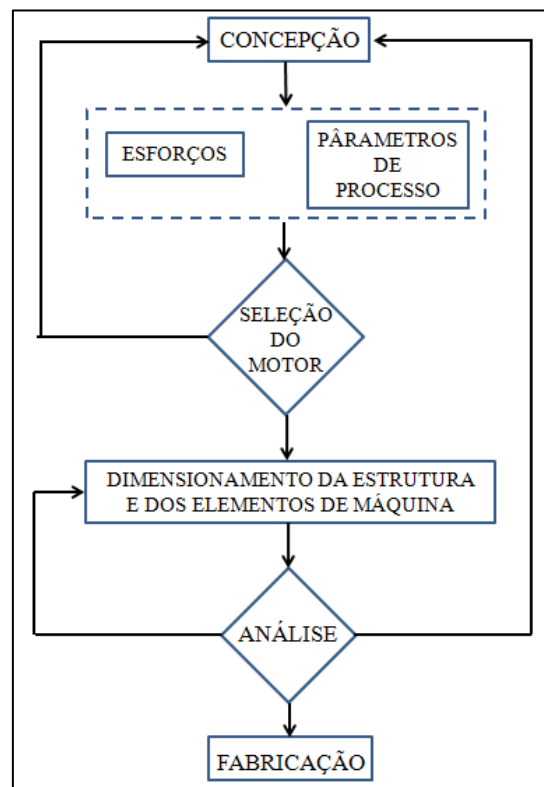 CONCEPÇÃO
ESFORÇOS
PÂRAMETROS
DE
PROCESSO
SELEÇÃO
DO
MOTOR
DIMENSIONAMENTO DA ESTRUTURA
E DOS ELEMENTOS DE MÁQUINA
ANÁLISE
FABRICAÇÃO